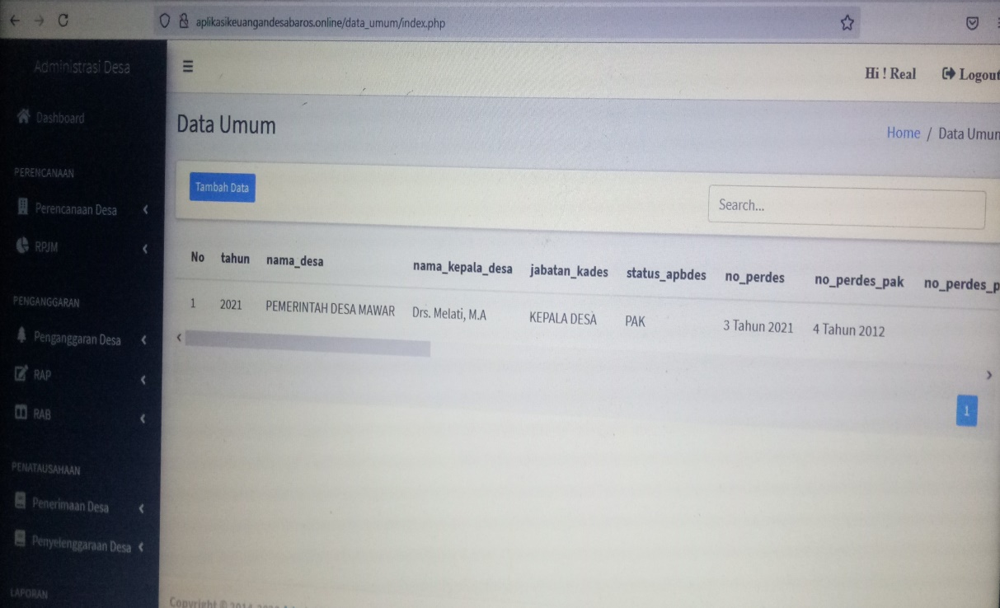 aplikasikeuangandesabaros.online/data_umum/index.php
Administrasi Desa
Hi ! Real Logout
Dashboard
Data Umum
Home / Data Umum
PERENCANAAN
Tambah Data
Perencanaan Desa
Search...
RPJM
No tahun nama_desa nama_kepala_desa jabatan_kades status_apbdes no_perdes no_perdes_pak no_perdes_p
1 2021 PEMERINTAH DESA MAWAR Drs. Melati, M.A KEPALA DESA PAK 3 Tahun 2021 4 Tahun 2012
PENGANGGARAN
Penganggaran Desa
RAP
RAB
1
PENATAUSAHAAN
Penerimaan Desa
Penyelenggaraan Desa
LAPORAN
Copyright ©